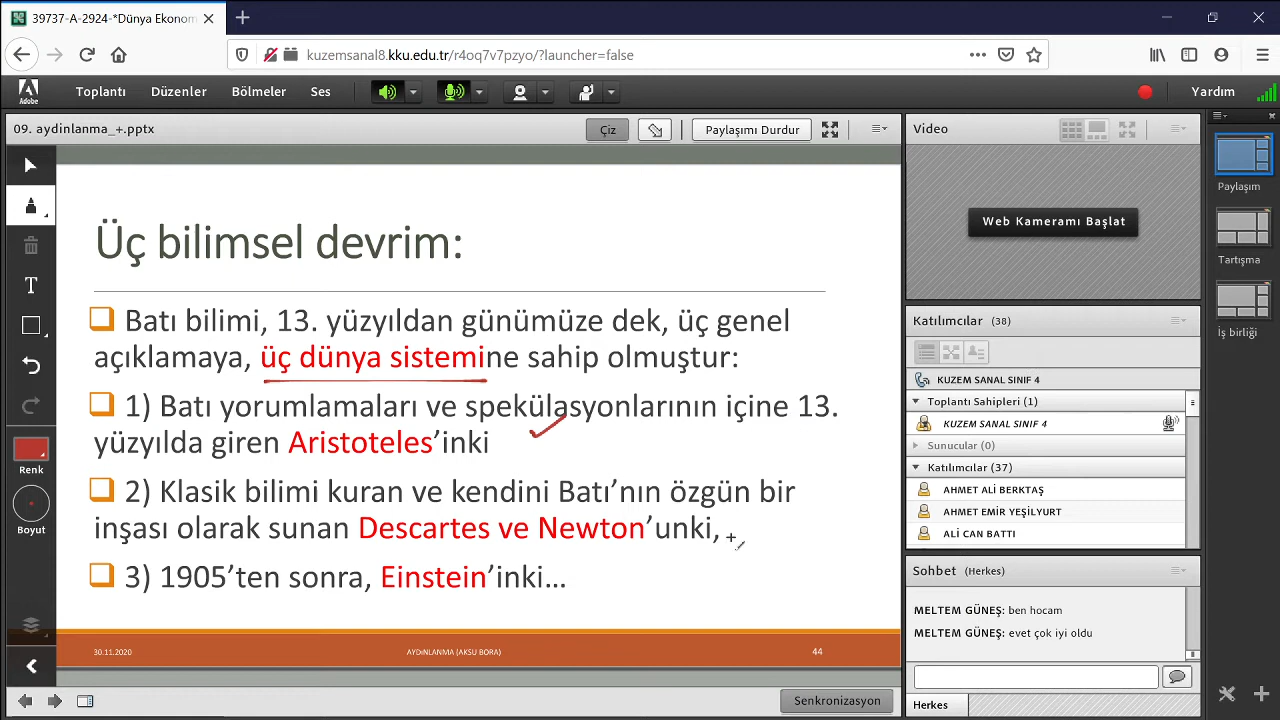 39737-A-2924-*Dünya Ekonom
kuzemsanal8.kku.edu.tr/r4oq7v7pzyo/?launcher=false
Adobe
Toplantı Düzenler Bölmeler Ses Yardım
09. aydinlanma_+.pptx
Çiz
Paylaşımı Durdur
Üç bilimsel devrim:
Batı bilimi, 13. yüzyıldan günümüze dek, üç genel
açıklamaya, üç dünya sistemine sahip olmuştur:
1) Batı yorumlamaları ve spekülasyonlarının içine 13.
yüzyılda giren Aristoteles’inki
2) Klasik bilimi kuran ve kendini Batı’nın özgün bir
inşası olarak sunan Descartes ve Newton’unki,
3) 1905’ten sonra, Einstein’inki…
30.11.2020 AYDıNLANMA (AKSU BORA) 44
T
Renk
Boyut
Senkronizasyon
Video
Web Kameramı Başlat
Katılımcılar (38)
KUZEM SANAL SINIF 4
Toplantı Sahipleri (1)
KUZEM SANAL SINIF 4
Sunucular (0)
Katılımcılar (37)
AHMET ALİ BERKTAŞ
AHMET EMIR YEŞİLYURT
ALİ CAN BATTI
Sohbet (Herkes)
MELTEM GÜNEŞ: ben hocam
MELTEM GÜNEŞ: evet çok iyi oldu
Herkes
Paylaşım
Tartışma
İş birliği